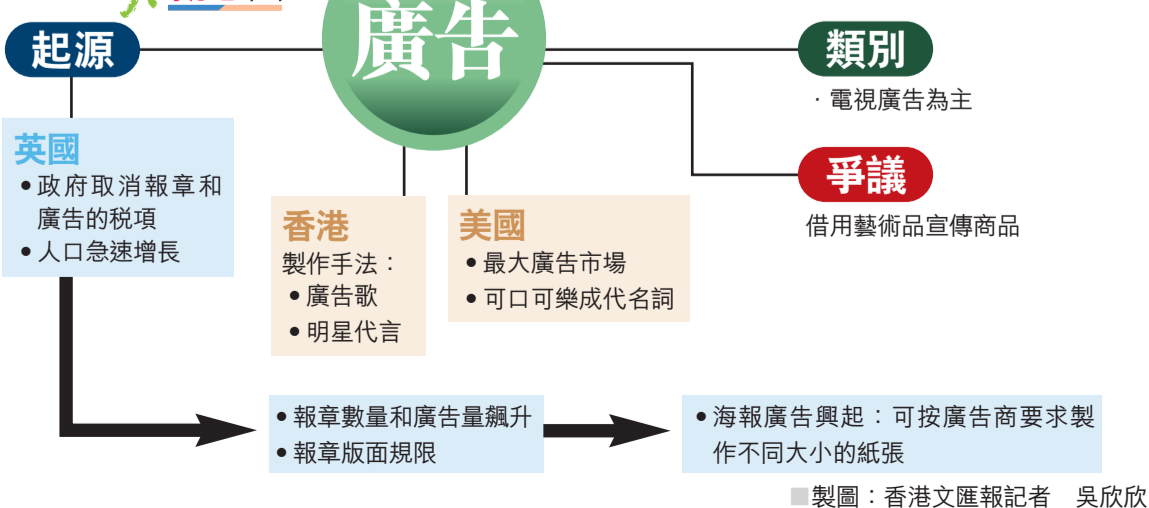 廣告
起源
英國
●政府取消報章和
廣告的税項
●人口急速增長
香港
製作手法：
●廣告歌
●明星代言
美國
●最大廣告市場
●可口可樂成代名詞
類別
·電視廣告為主
爭議
借用藝術品宣傳商品
●報章數量和廣告量飆升
●報章版面規限
●海報廣告興起：可按廣告商要求製
作不同大小的紙張
■製圖：香港文匯報記者　吳欣欣